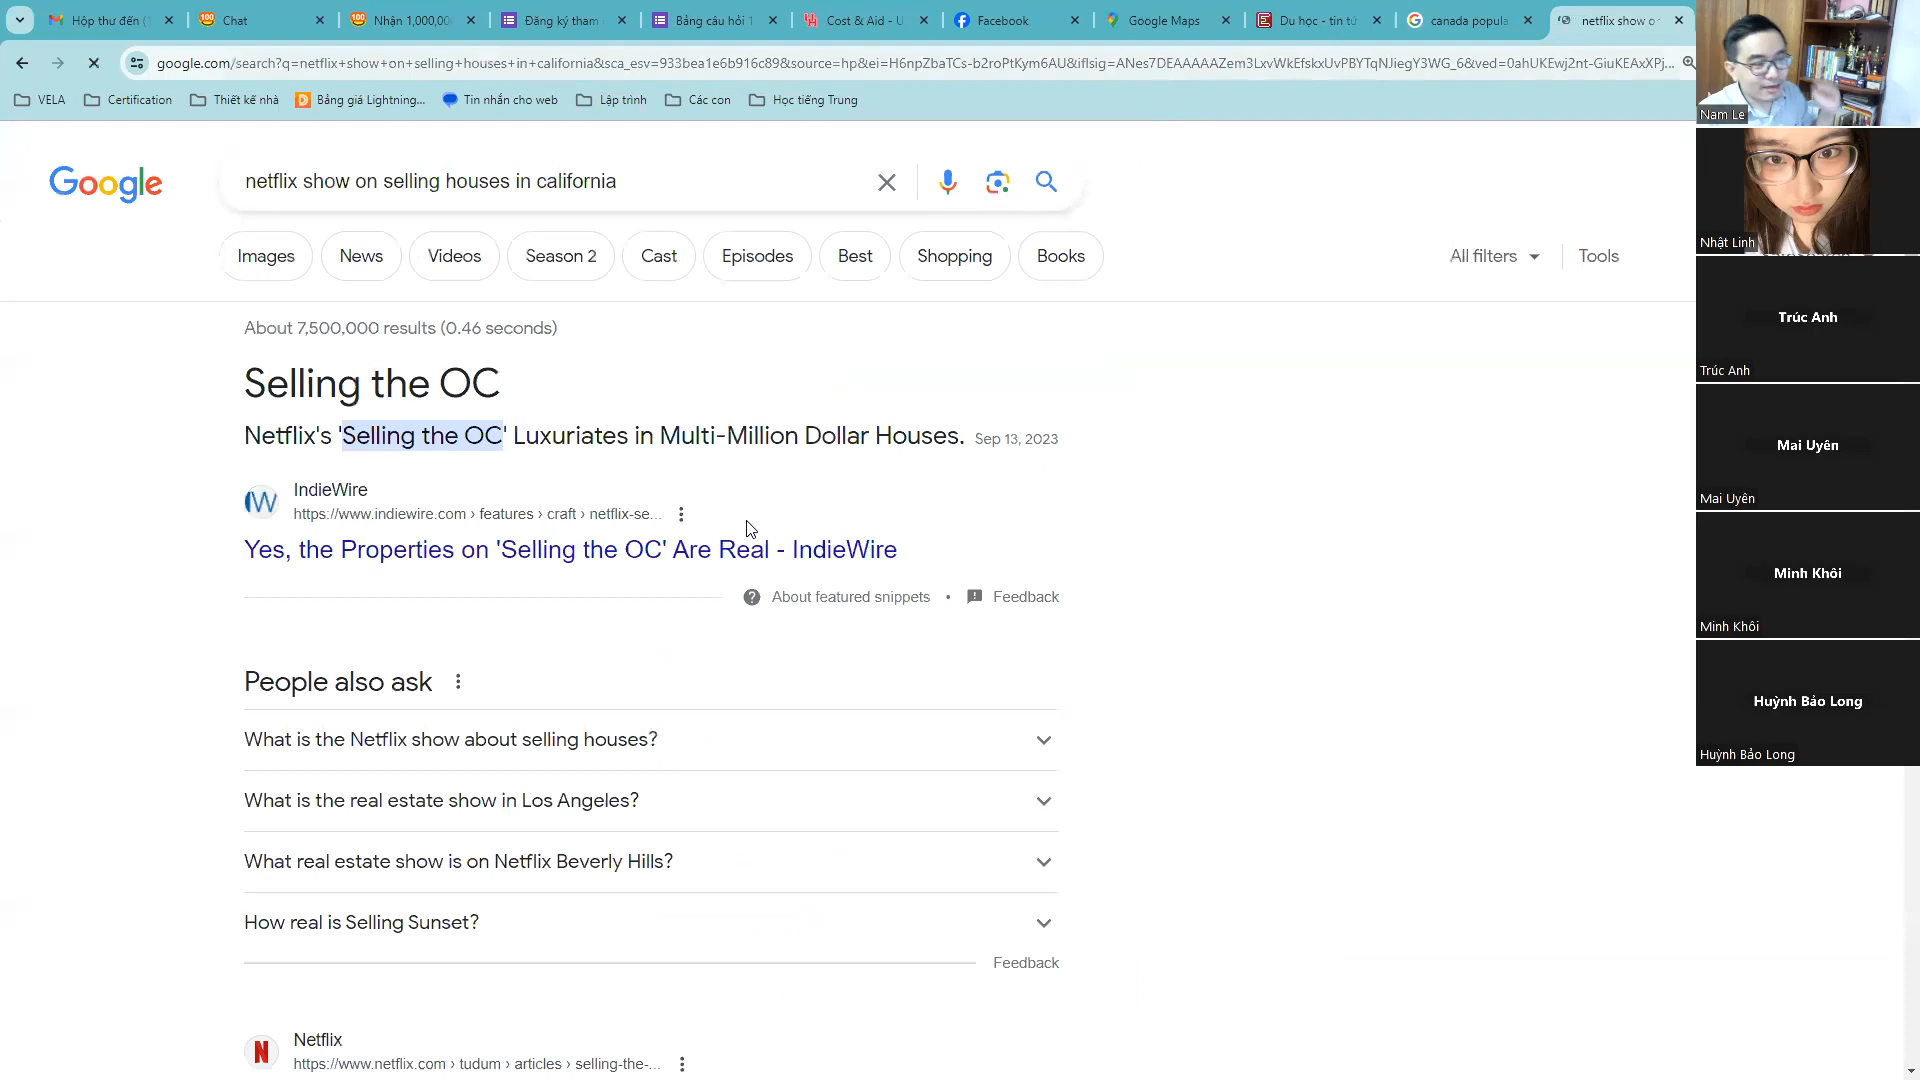 Hộp thư đến (
Chat
Nhận 1,000,00
Đăng ký tham
Bảng câu hỏi 1
Cost & Aid - U
Facebook
Google Maps
Du học - tin tứ
canada popula
netflix show o
google.com/search?q=netflix+show+on+selling+houses+in+california&sca_esv=933bea1e6b916c89&source=hp&ei=H6npZbaTCs-b2roPtKym6AU&iflsig=ANes7DEAAAAAZem3LxvWkEfskxUvPBYTqNJiegY3WG_6&ved=0ahUKEwj2nt-GiuKEAxXPj...
VELA
Certification
Thiết kế nhà
Bảng giá Lightning...
Tin nhắn cho web
Lập trình
Các con
Học tiếng Trung
Google
netflix show on selling houses in california
Images
News
Videos
Season 2
Cast
Episodes
Best
Shopping
Books
All filters
Tools
About 7,500,000 results (0.46 seconds)
Selling the OC
Netflix's 'Selling the OC' Luxuriates in Multi-Million Dollar Houses. Sep 13, 2023
IndieWire
https://www.indiewire.com › features › craft › netflix-se...
Yes, the Properties on 'Selling the OC' Are Real - IndieWire
About featured snippets • Feedback
People also ask
What is the Netflix show about selling houses?
What is the real estate show in Los Angeles?
What real estate show is on Netflix Beverly Hills?
How real is Selling Sunset?
Feedback
Netflix
https://www.netflix.com › tudum › articles › selling-the-...
Nam Le
Nhật Linh
Trúc Anh
Trúc Anh
Mai Uyên
Mai Uyên
Minh Khôi
Minh Khôi
Huỳnh Bảo Long
Huỳnh Bảo Long